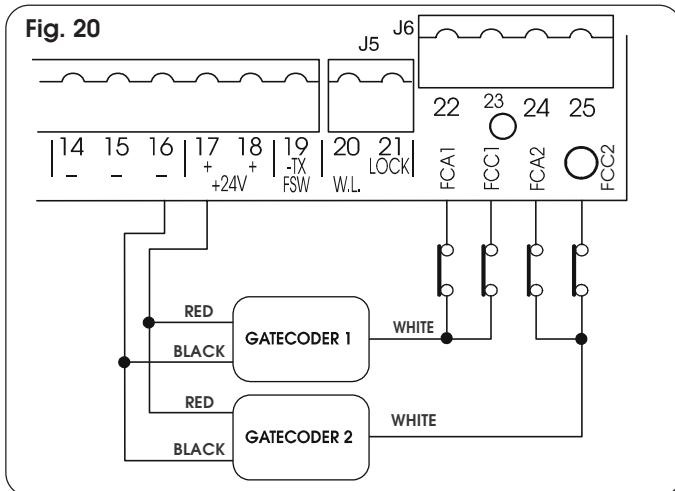 Fig. 20
J5
J6
14 15 16 17 18 19 20 21
22 23 24 25
– – – + + -TX LOCK
+24V FSW W.L.
FCA1 FCC1 FCA2 FCC2
RED
GATECODER 1
WHITE
BLACK
RED
GATECODER 2
WHITE
BLACK